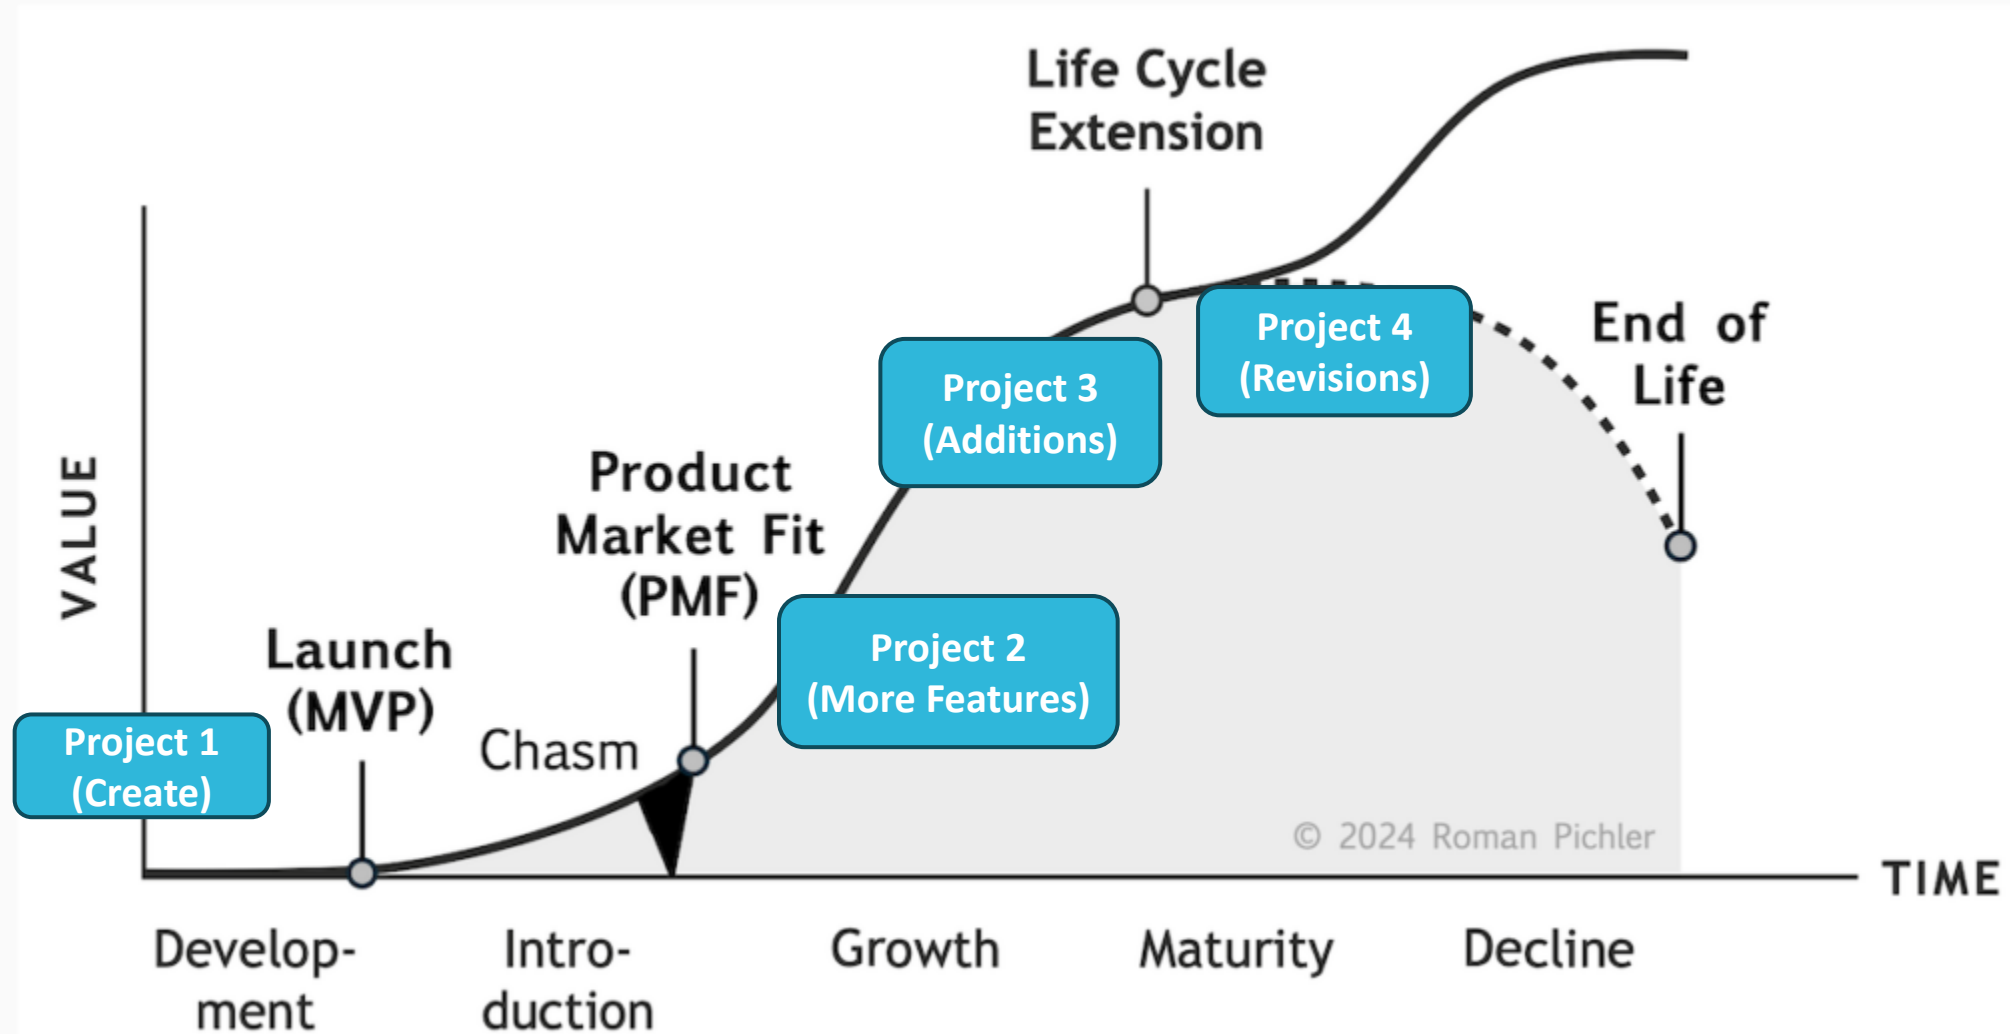 Life Cycle
Extension
End of
Life
Project 4
(Revisions)
Project 3
(Additions)
Product
Market Fit
(PMF)
Project 2
(More Features)
Launch
(MVP)
Chasm
Project 1
(Create)
VALUE
© 2024 Roman Pichler
TIME
Develop-
ment
Intro-
duction
Growth
Maturity
Decline